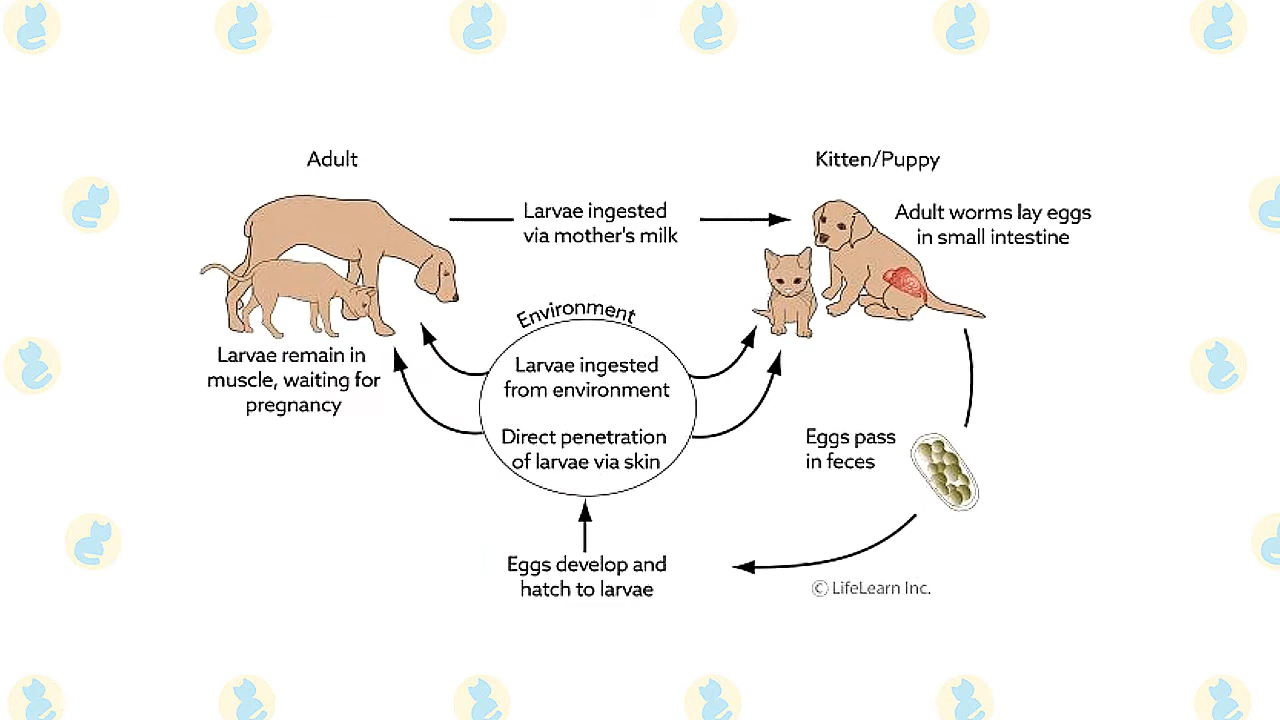 Adult
Kitten/Puppy
Larvae ingested
via mother's milk
Adult worms lay eggs
in small intestine
Environment
Larvae remain in
muscle, waiting for
pregnancy
Larvae ingested
from environment
Direct penetration
of larvae via skin
Eggs pass
in feces
Eggs develop and
hatch to larvae
© LifeLearn Inc.